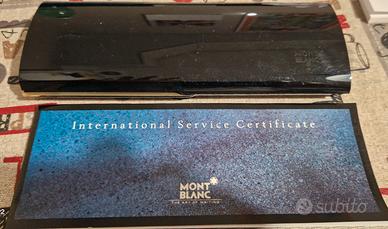 International Service Certificate
MONT
BLANC
THE ART OF WRITING
subito